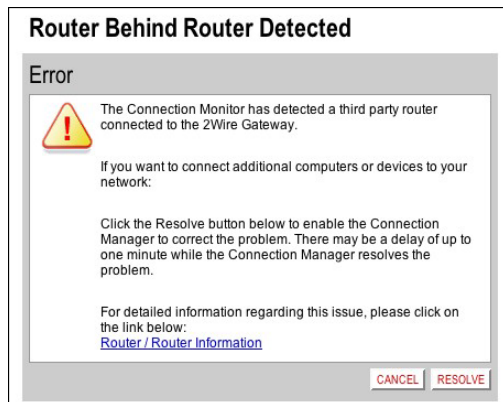 Router Behind Router Detected
Error
The Connection Monitor has detected a third party router
connected to the 2Wire Gateway.
If you want to connect additional computers or devices to your
network:
Click the Resolve button below to enable the Connection
Manager to correct the problem. There may be a delay of up to
one minute while the Connection Manager resolves the
problem.
For detailed information regarding this issue, please click on
the link below:
Router / Router Information
CANCEL RESOLVE